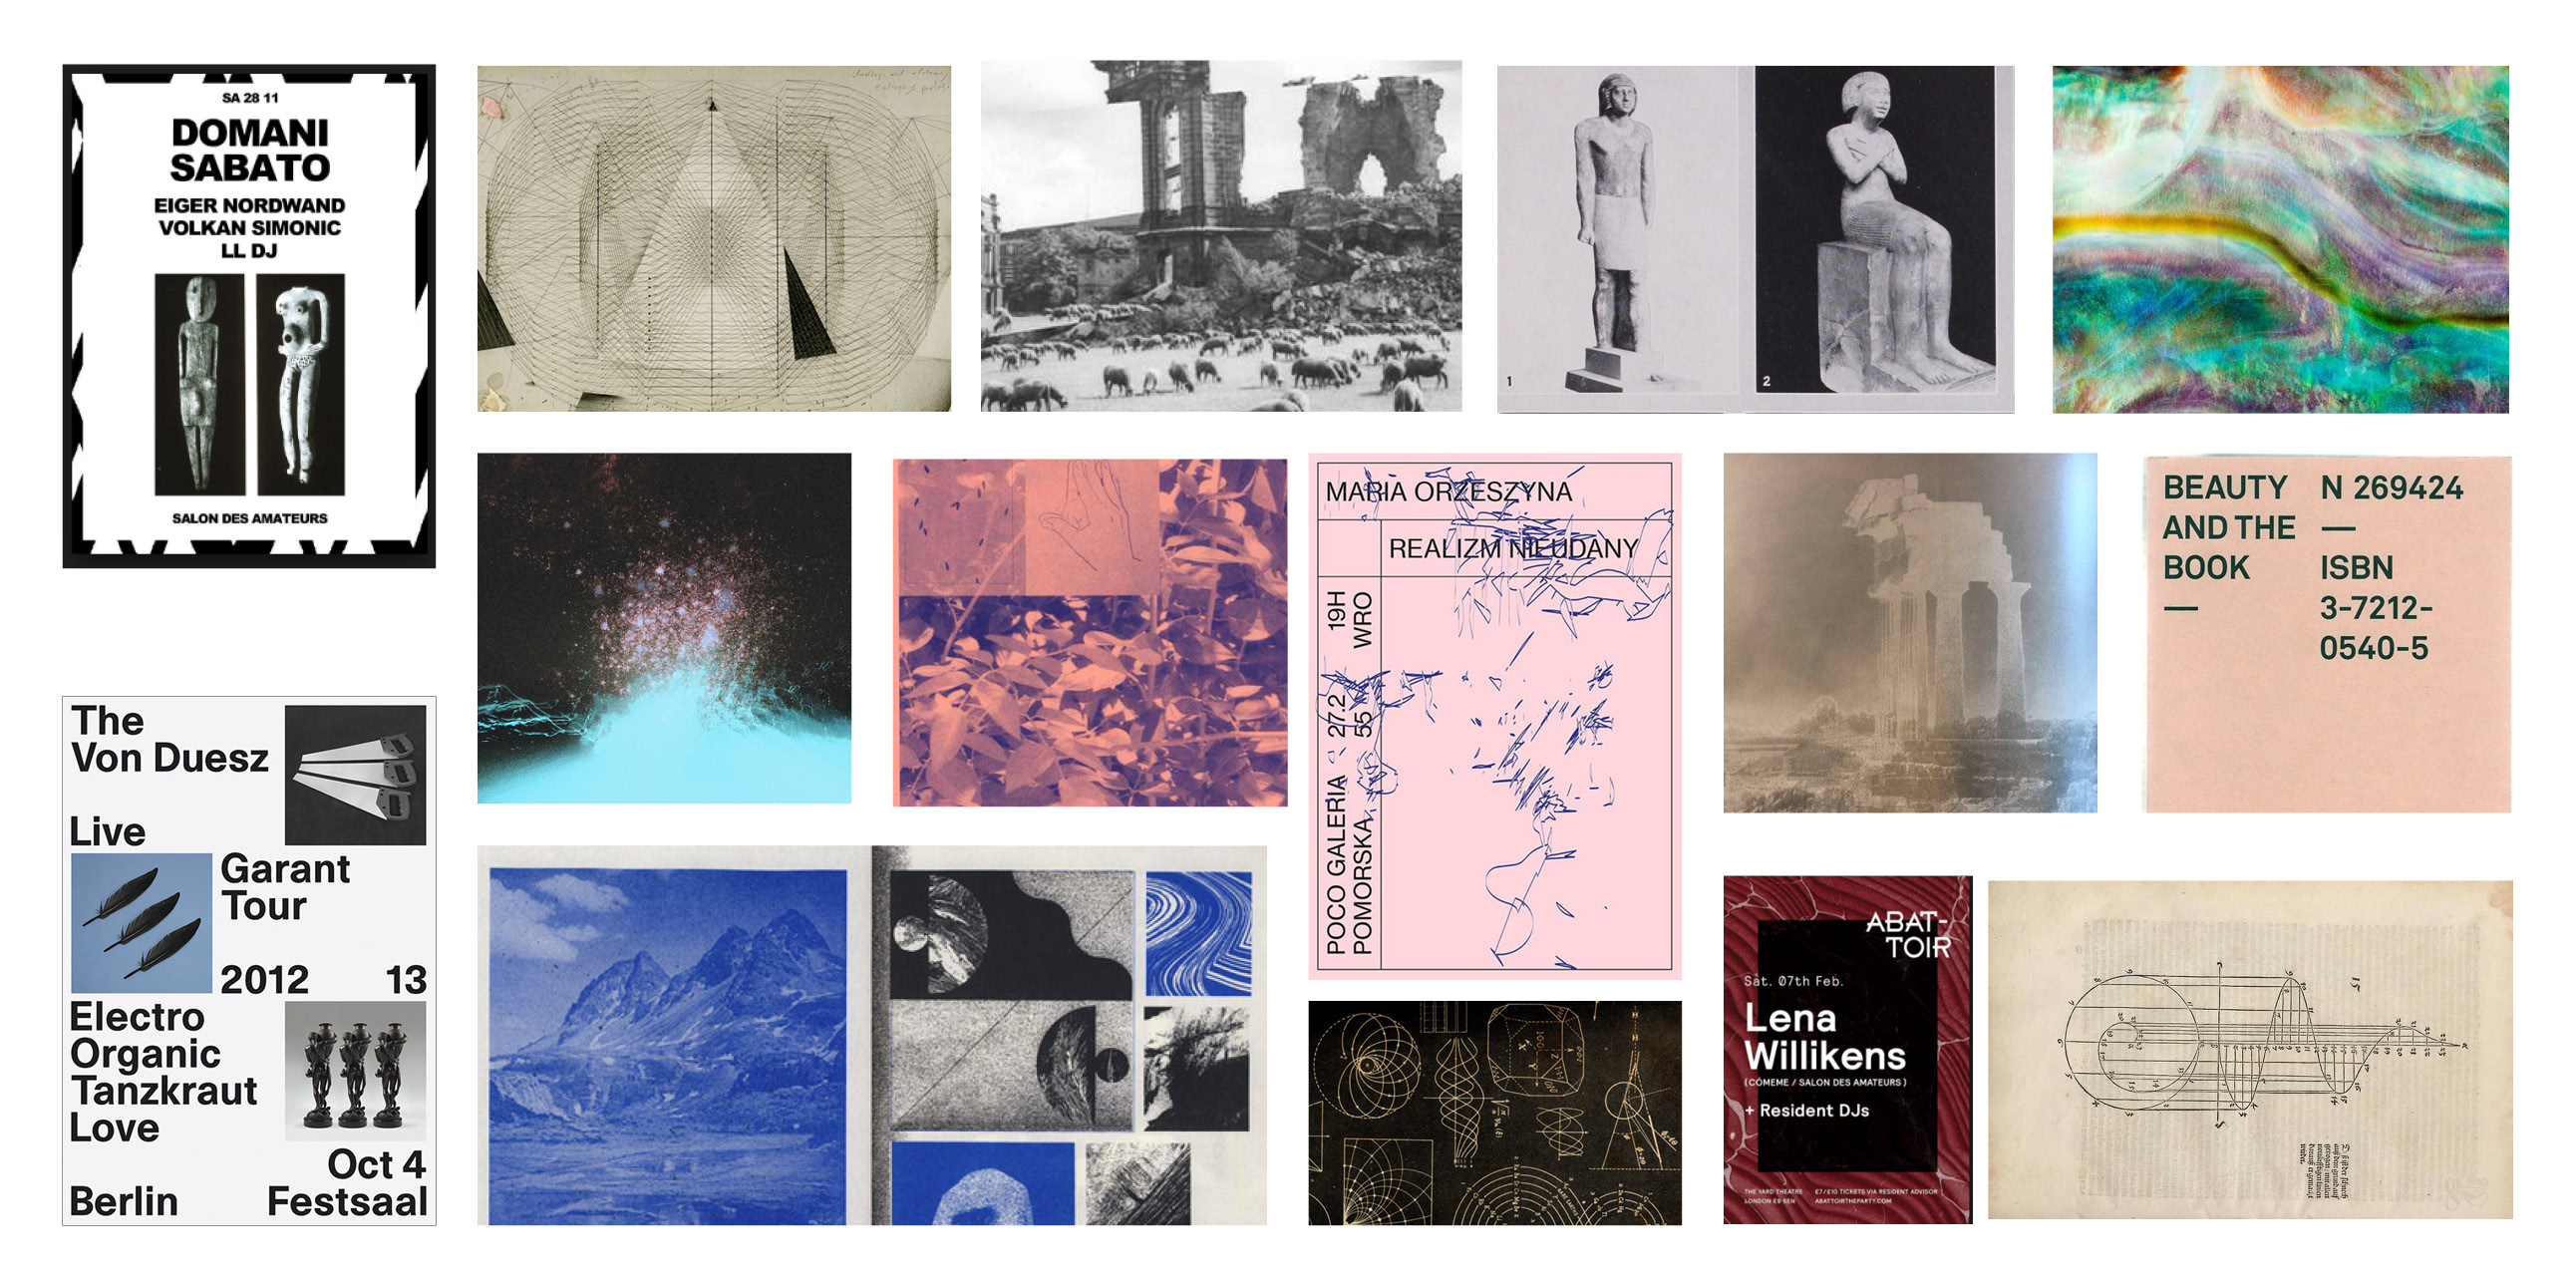 SA 28 11
DOMANI
SABATO
EIGER NORDWAND
VOLKAN SIMONIC
LL DJ
SALON DES AMATEURS
1
2
MARIA ORZESZYNA
REALIZM NIEUDANY
POCO GALERIA 27.2 19H
POMORSKA 55 WRO
BEAUTY
AND THE
BOOK
—
N 269424
—
ISBN
3-7212-
0540-5
The
Von Duesz
Live
Garant
Tour
2012 13
Electro
Organic
Tanzkraut
Love
Oct 4
Berlin Festsaal
ABAT-
TOIR
Sat. 07th Feb.
Lena
Willikens
(CÓMEME / SALON DES AMATEURS)
+ Resident DJs
THE YARD THEATRE
LONDON E9 5EN
£7/£10 TICKETS VIA RESIDENT ADVISOR
ABATTOIRTHEPARTY.COM